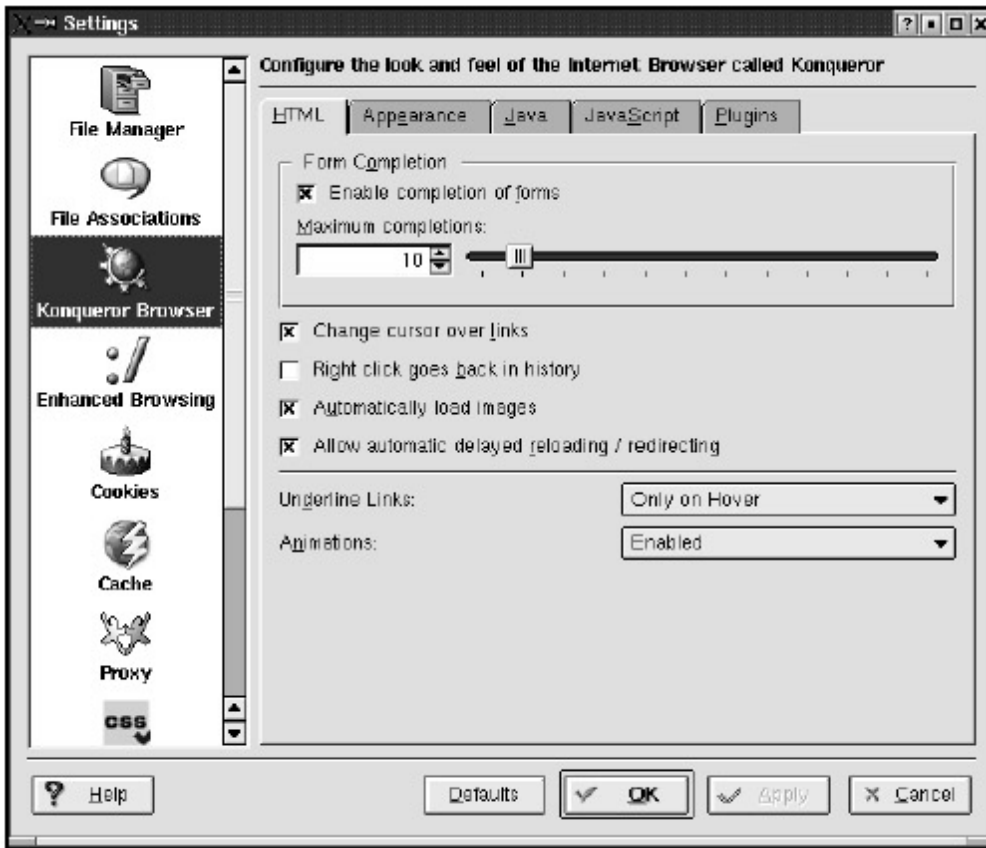 Settings
Configure the look and feel of the Internet Browser called Konqueror
File Manager
File Associations
Konqueror Browser
Enhanced Browsing
Cookies
Cache
Proxy
css
HTML Appearance Java JavaScript Plugins
Form Completion
Enable completion of forms
Maximum completions:
10
Change cursor over links
Right click goes back in history
Automatically load images
Allow automatic delayed reloading / redirecting
Underline Links: Only on Hover
Animations: Enabled
Help Defaults OK Apply Cancel